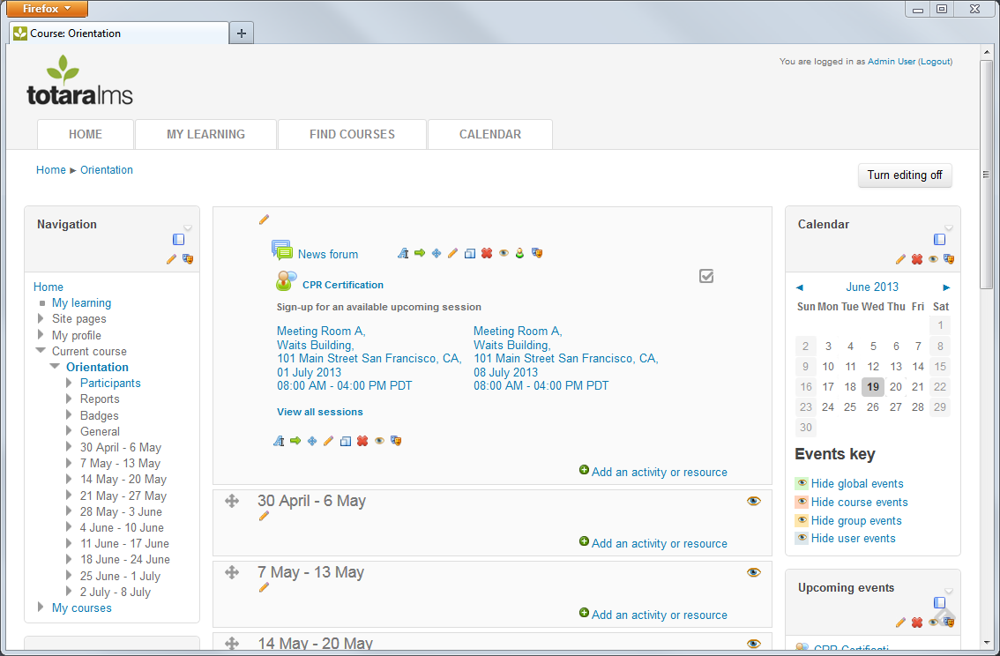 Firefox
Course: Orientation
You are logged in as Admin User (Logout)
totaralms
HOME
MY LEARNING
FIND COURSES
CALENDAR
Home ► Orientation
Turn editing off
Navigation
Home
My learning
Site pages
My profile
Current course
Orientation
Participants
Reports
Badges
General
30 April - 6 May
7 May - 13 May
14 May - 20 May
21 May - 27 May
28 May - 3 June
4 June - 10 June
11 June - 17 June
18 June - 24 June
25 June - 1 July
2 July - 8 July
My courses
News forum
CPR Certification
Sign-up for an available upcoming session
Meeting Room A,
Waits Building,
101 Main Street San Francisco, CA,
01 July 2013
08:00 AM - 04:00 PM PDT
Meeting Room A,
Waits Building,
101 Main Street San Francisco, CA,
08 July 2013
08:00 AM - 04:00 PM PDT
View all sessions
Add an activity or resource
30 April - 6 May
Add an activity or resource
7 May - 13 May
Add an activity or resource
14 May - 20 May
Calendar
◄ June 2013 ►
Sun Mon Tue Wed Thu Fri Sat
1
2 3 4 5 6 7 8
9 10 11 12 13 14 15
16 17 18 19 20 21 22
23 24 25 26 27 28 29
30
Events key
Hide global events
Hide course events
Hide group events
Hide user events
Upcoming events
CPR Certificati